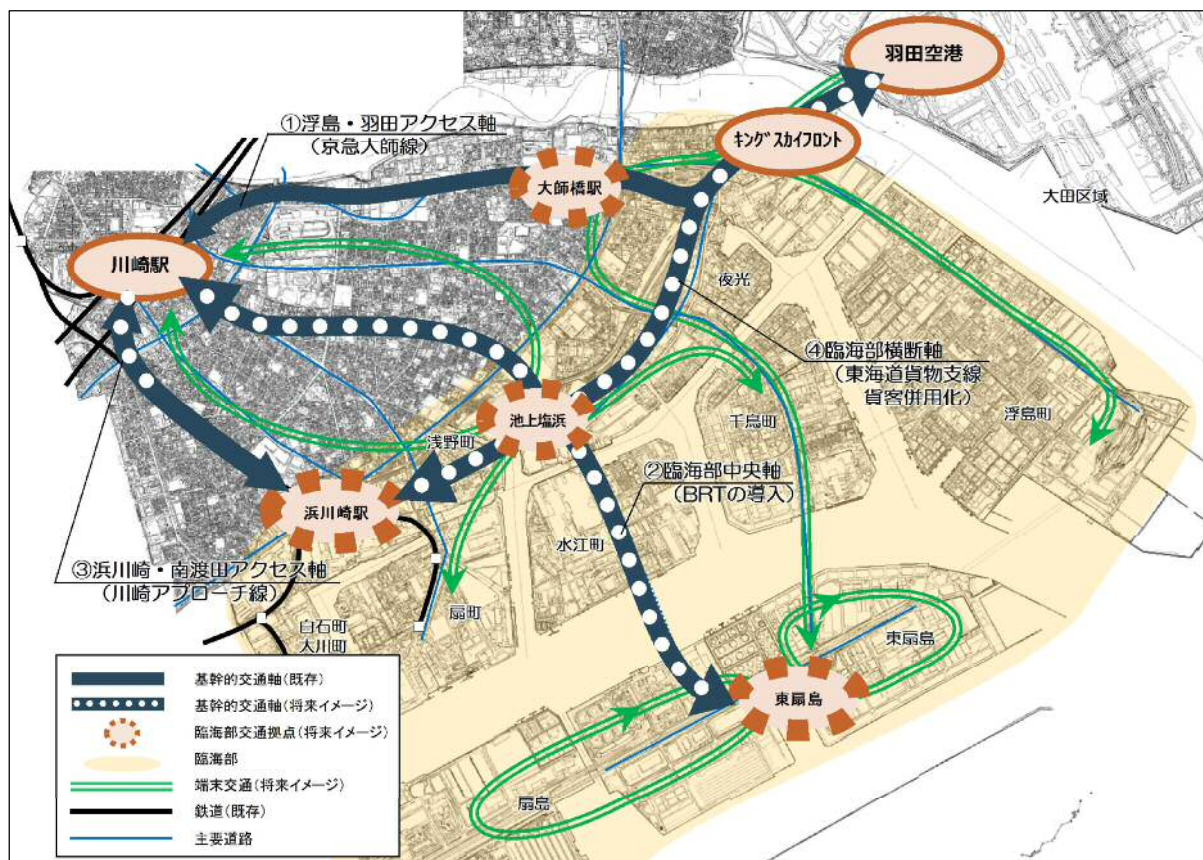 羽田空港
①浮島・羽田アクセス軸
(京急大師線)
キングスカイフロント
大師橋駅
大田区域
川崎駅
夜光
④臨海部横断軸
(東海道貨物支線
貨客併用化)
池上塩浜
千鳥町
浮島町
浅野町
②臨海部中央軸
(BRTの導入)
浜川崎駅
水江町
③浜川崎・南渡田アクセス軸
(川崎アプローチ線)
扇町
白石町
大川町
東扇島
東扇島
扇島
基幹的交通軸(既存)
基幹的交通軸(将来イメージ)
臨海部交通拠点(将来イメージ)
臨海部
端末交通(将来イメージ)
鉄道(既存)
主要道路